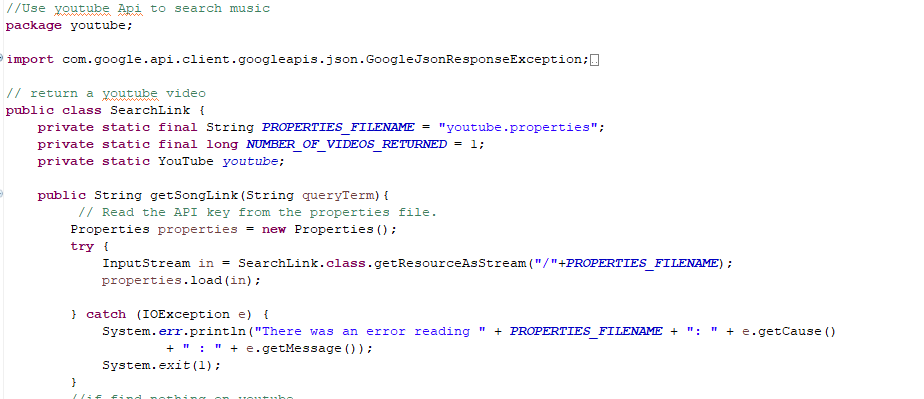 //Use youtube Api to search music
package youtube;
import com.google.api.client.googleapis.json.GoogleJsonResponseException;
// return a youtube video
public class SearchLink {
private static final String PROPERTIES_FILENAME = "youtube.properties";
private static final long NUMBER_OF_VIDEOS_RETURNED = 1;
private static YouTube youtube;
public String getSongLink(String queryTerm){
// Read the API key from the properties file.
Properties properties = new Properties();
try {
InputStream in = SearchLink.class.getResourceAsStream("/"+PROPERTIES_FILENAME);
properties.load(in);
} catch (IOException e) {
System.err.println("There was an error reading " + PROPERTIES_FILENAME + ": " + e.getCause()
+ " : " + e.getMessage());
System.exit(1);
}
//if find nothing on youtube